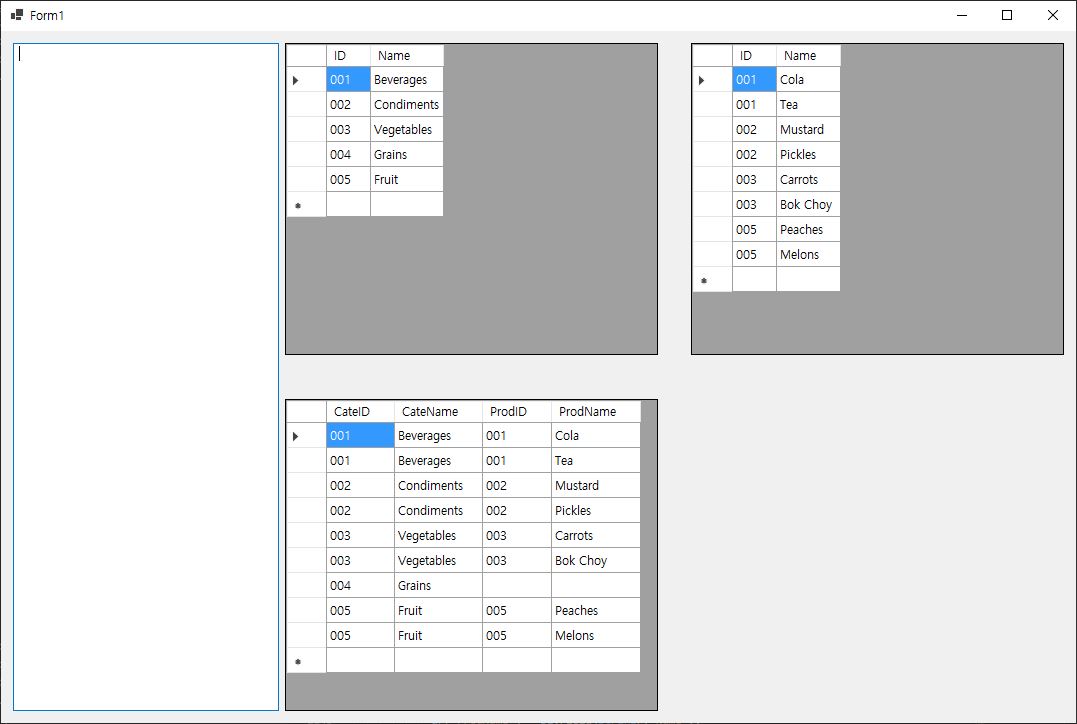 Form1
ID Name
001 Beverages
002 Condiments
003 Vegetables
004 Grains
005 Fruit
ID Name
001 Cola
001 Tea
002 Mustard
002 Pickles
003 Carrots
003 Bok Choy
005 Peaches
005 Melons
CateID CateName ProdID ProdName
001 Beverages 001 Cola
001 Beverages 001 Tea
002 Condiments 002 Mustard
002 Condiments 002 Pickles
003 Vegetables 003 Carrots
003 Vegetables 003 Bok Choy
004 Grains
005 Fruit 005 Peaches
005 Fruit 005 Melons